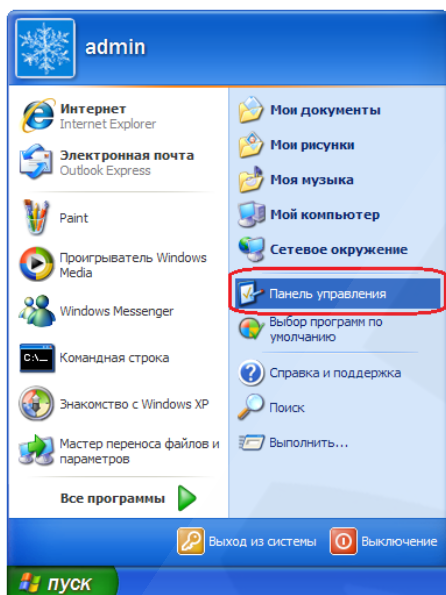 admin
Интернет
Internet Explorer
Электронная почта
Outlook Express
Paint
Проигрыватель Windows
Media
Windows Messenger
C:\_
Командная строка
Знакомство с Windows XP
Мастер переноса файлов и
параметров
Все программы
Мои документы
Мои рисунки
Моя музыка
Мой компьютер
Сетевое окружение
Панель управления
Выбор программ по
умолчанию
Справка и поддержка
Поиск
Выполнить...
Выход из системы
Выключение
пуск